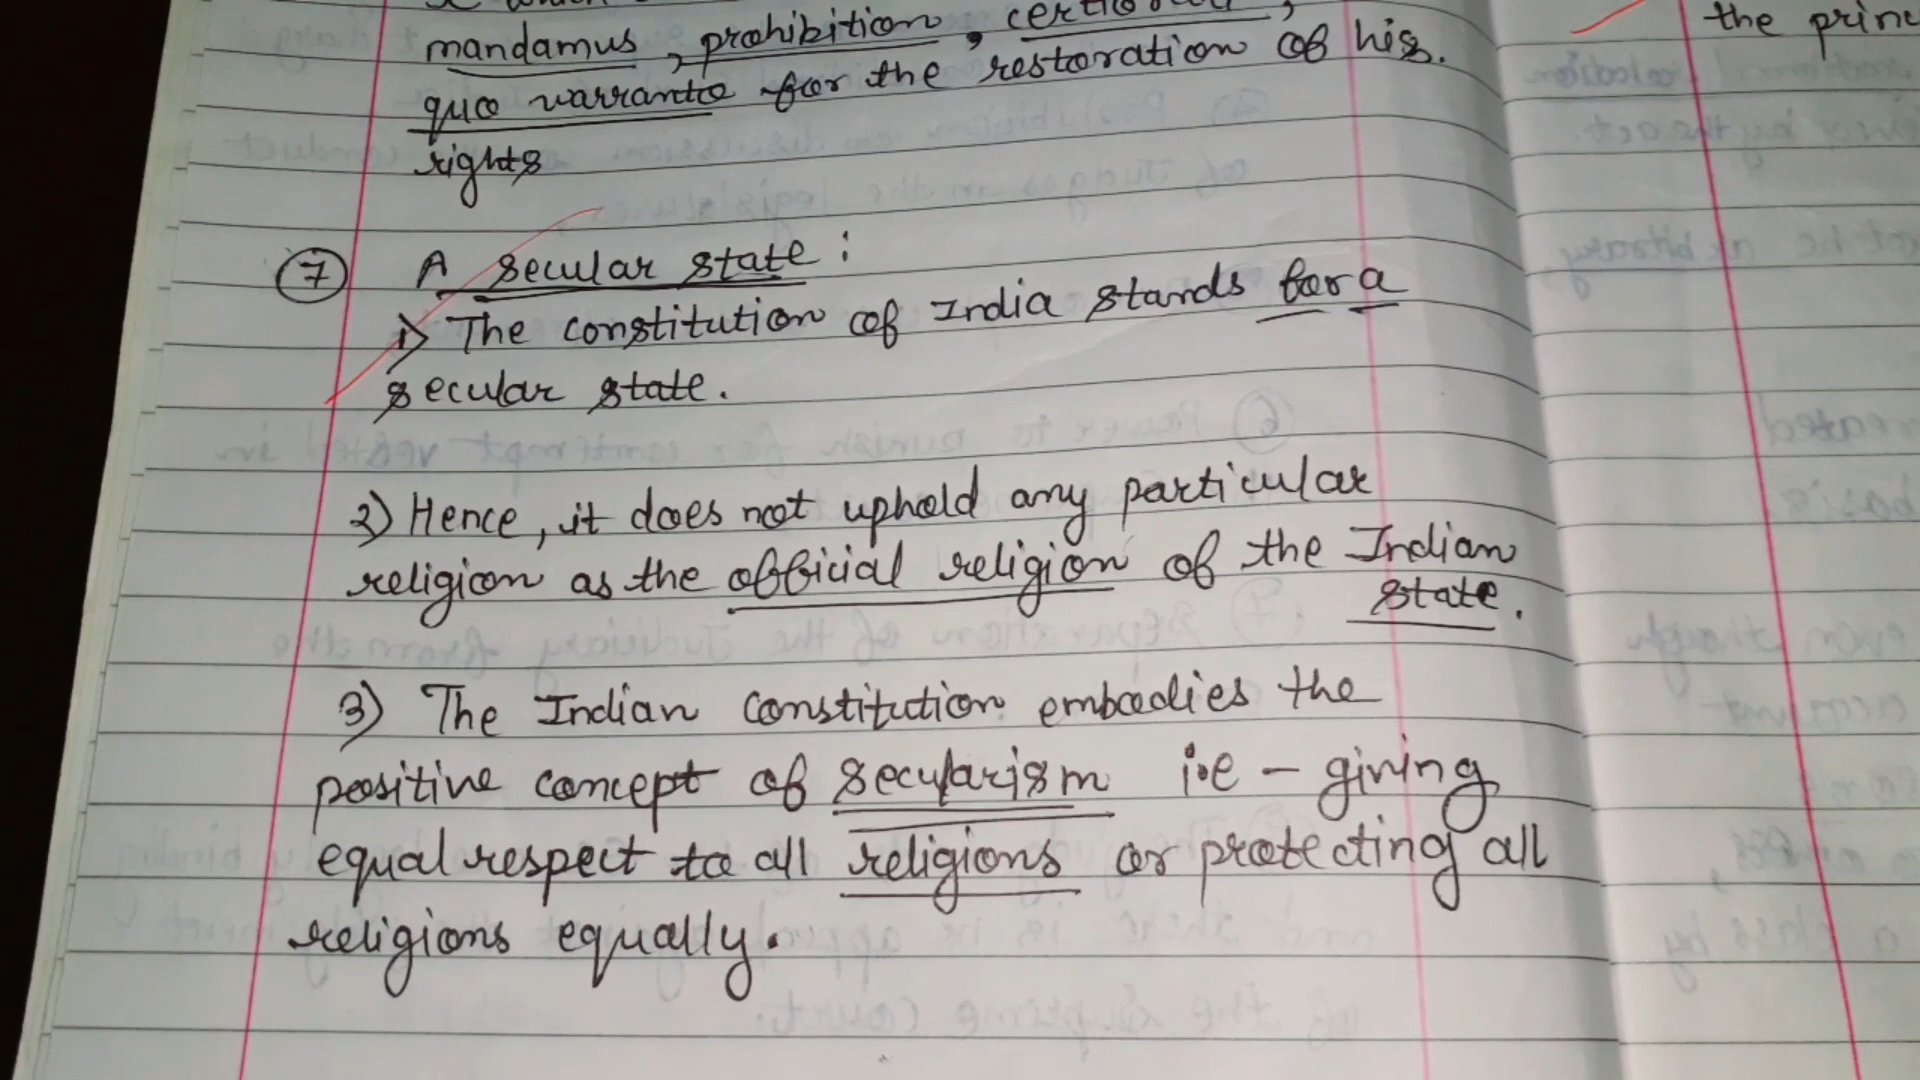 mandamus, prohibition, certiorari,
quo warranto for the restoration of his.
rights
7 A secular state :
1) The constitution of India stands for a
secular state.
2) Hence, it does not uphold any particular
religion as the official religion of the Indian
state.
3) The Indian constitution embodies the
positive concept of secularism i.e - giving
equal respect to all religions or protecting all
religions equally.
the princ